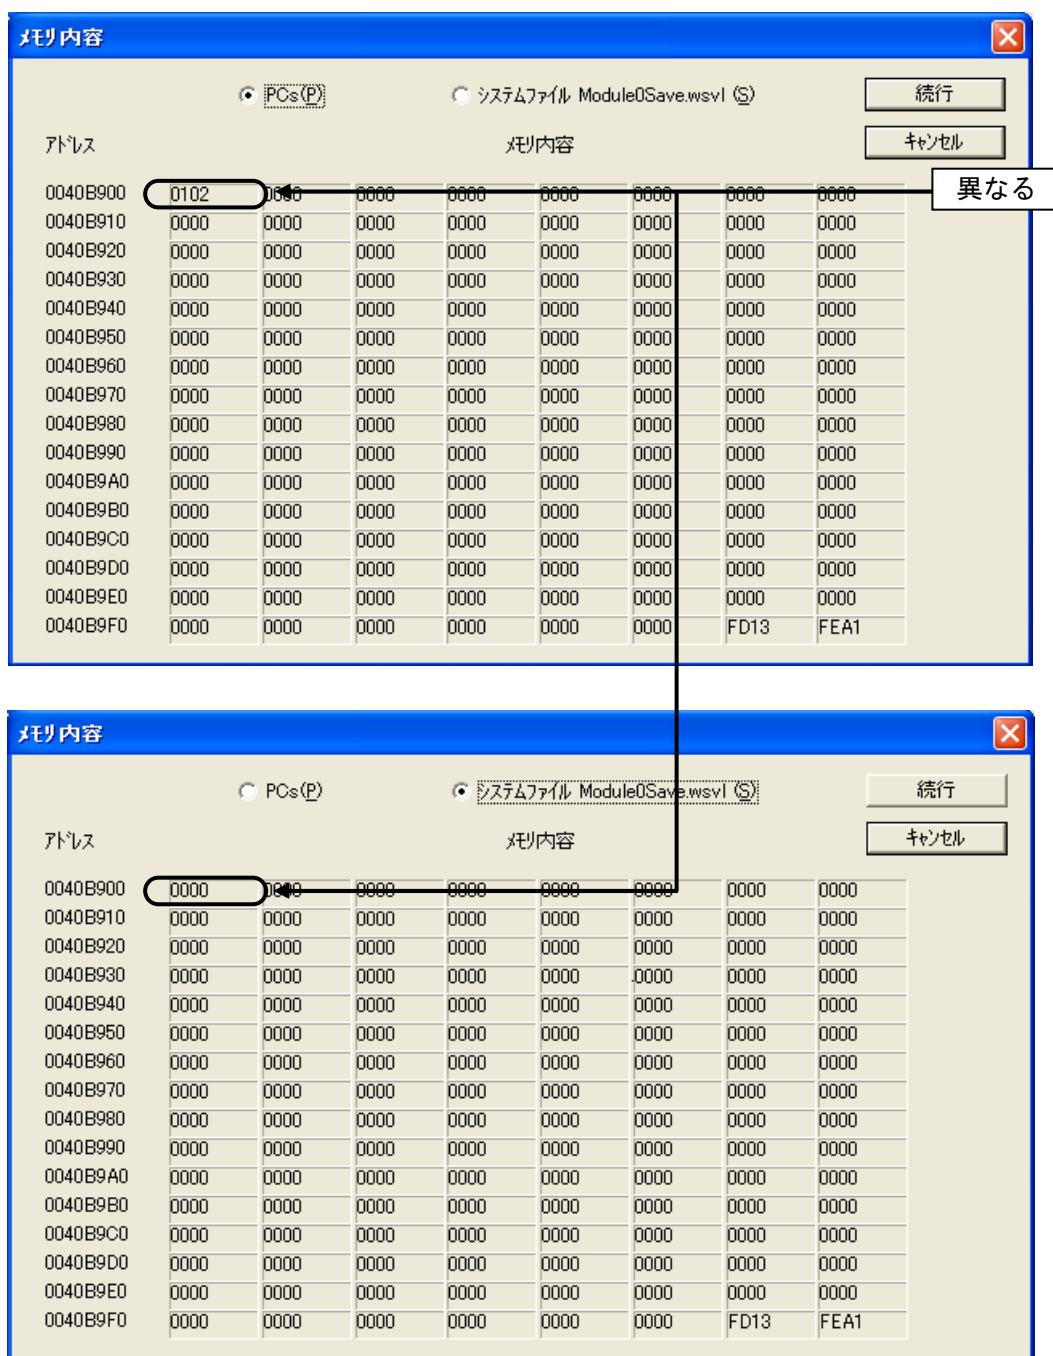 メモリ内容
PCs(P) システムファイル Module0Save.wsvl (S) 続行
アドレス メモリ内容 キャンセル
0040B900 0102 0000 0000 0000 0000 0000 0000 0000 異なる
0040B910 0000 0000 0000 0000 0000 0000 0000 0000
0040B920 0000 0000 0000 0000 0000 0000 0000 0000
0040B930 0000 0000 0000 0000 0000 0000 0000 0000
0040B940 0000 0000 0000 0000 0000 0000 0000 0000
0040B950 0000 0000 0000 0000 0000 0000 0000 0000
0040B960 0000 0000 0000 0000 0000 0000 0000 0000
0040B970 0000 0000 0000 0000 0000 0000 0000 0000
0040B980 0000 0000 0000 0000 0000 0000 0000 0000
0040B990 0000 0000 0000 0000 0000 0000 0000 0000
0040B9A0 0000 0000 0000 0000 0000 0000 0000 0000
0040B9B0 0000 0000 0000 0000 0000 0000 0000 0000
0040B9C0 0000 0000 0000 0000 0000 0000 0000 0000
0040B9D0 0000 0000 0000 0000 0000 0000 0000 0000
0040B9E0 0000 0000 0000 0000 0000 0000 0000 0000
0040B9F0 0000 0000 0000 0000 0000 0000 FD13 FEA1
メモリ内容
PCs(P) システムファイル Module0Save.wsvl (S) 続行
アドレス メモリ内容 キャンセル
0040B900 0000 0000 0000 0000 0000 0000 0000 0000
0040B910 0000 0000 0000 0000 0000 0000 0000 0000
0040B920 0000 0000 0000 0000 0000 0000 0000 0000
0040B930 0000 0000 0000 0000 0000 0000 0000 0000
0040B940 0000 0000 0000 0000 0000 0000 0000 0000
0040B950 0000 0000 0000 0000 0000 0000 0000 0000
0040B960 0000 0000 0000 0000 0000 0000 0000 0000
0040B970 0000 0000 0000 0000 0000 0000 0000 0000
0040B980 0000 0000 0000 0000 0000 0000 0000 0000
0040B990 0000 0000 0000 0000 0000 0000 0000 0000
0040B9A0 0000 0000 0000 0000 0000 0000 0000 0000
0040B9B0 0000 0000 0000 0000 0000 0000 0000 0000
0040B9C0 0000 0000 0000 0000 0000 0000 0000 0000
0040B9D0 0000 0000 0000 0000 0000 0000 0000 0000
0040B9E0 0000 0000 0000 0000 0000 0000 0000 0000
0040B9F0 0000 0000 0000 0000 0000 0000 FD13 FEA1